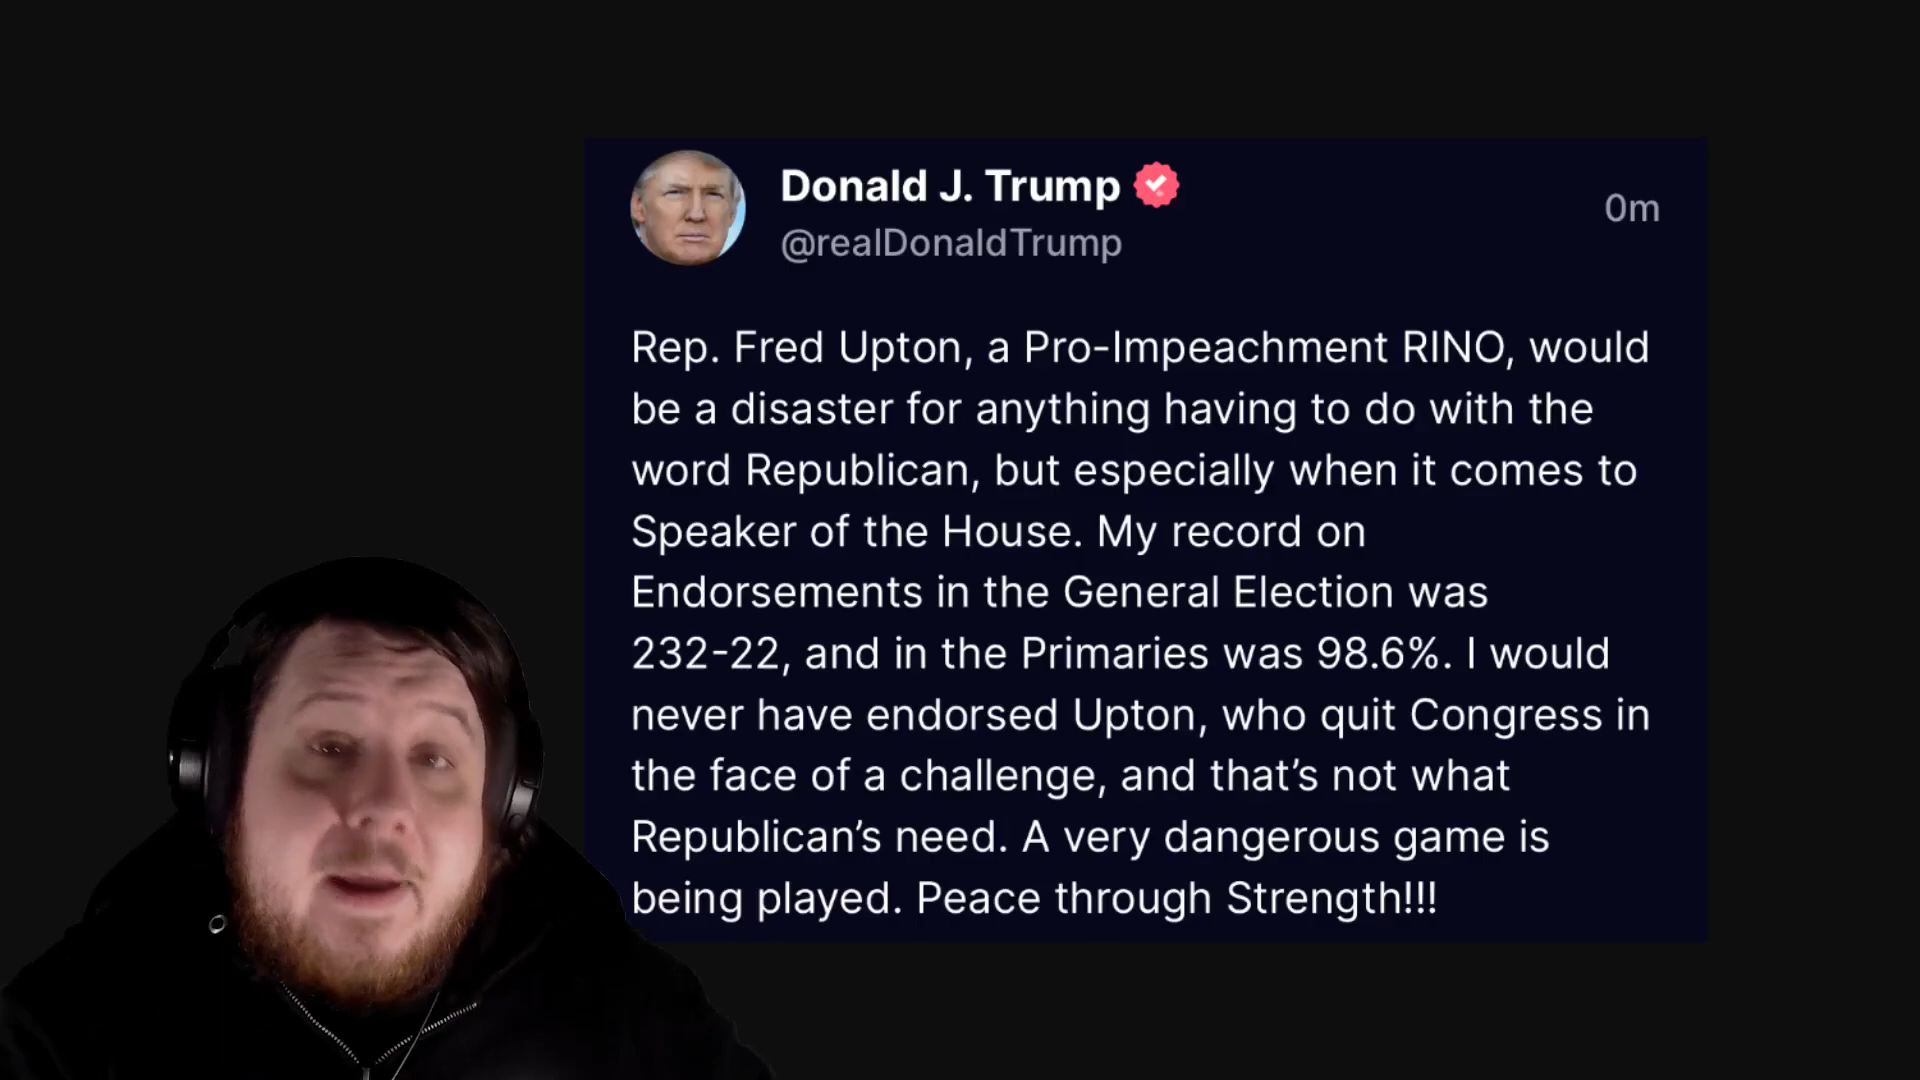 Donald J. Trump
0m
@realDonaldTrump
Rep. Fred Upton, a Pro-Impeachment RINO, would
be a disaster for anything having to do with the
word Republican, but especially when it comes to
Speaker of the House. My record on
Endorsements in the General Election was
232-22, and in the Primaries was 98.6%. I would
never have endorsed Upton, who quit Congress in
the face of a challenge, and that’s not what
Republican’s need. A very dangerous game is
being played. Peace through Strength!!!